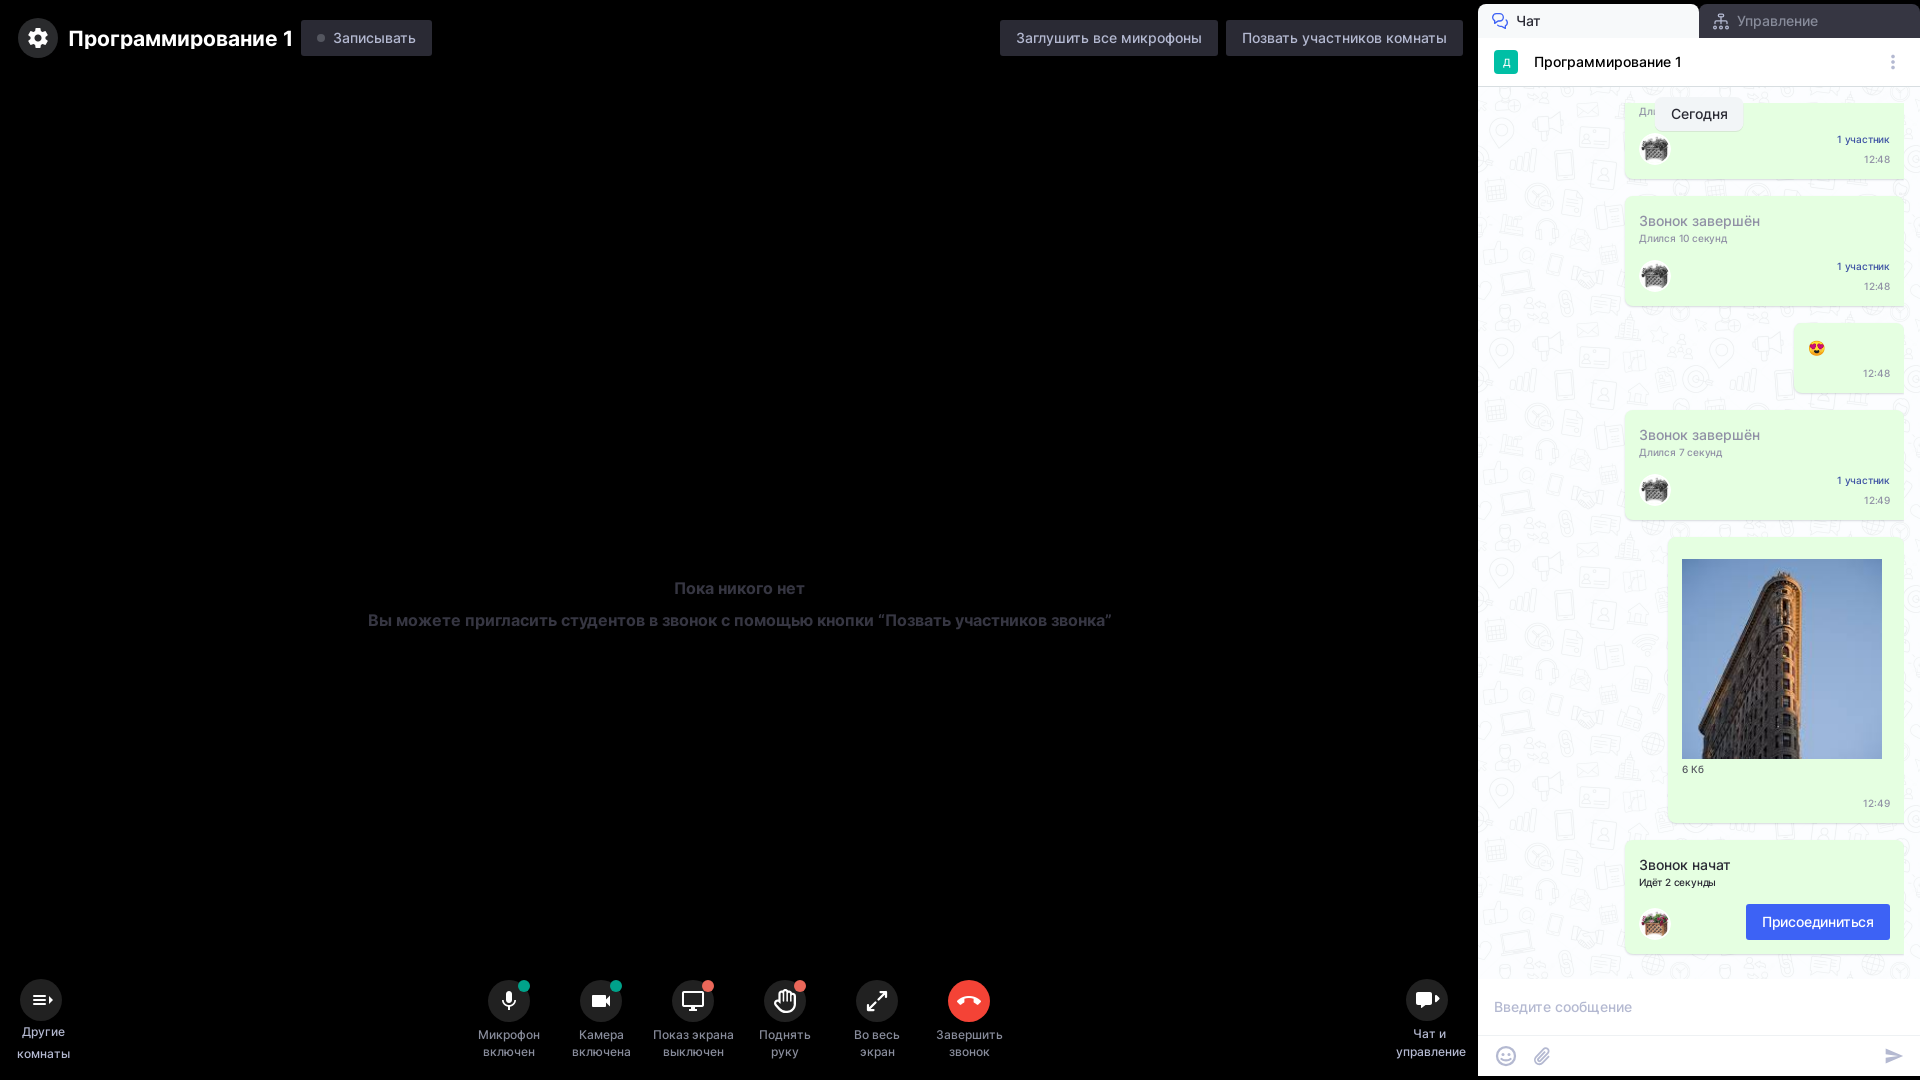 Программирование 1
Записывать
Заглушить все микрофоны
Позвать участников комнаты
Чат
Управление
Д
Программирование 1
Сегодня
1 участник
12:48
Звонок завершён
Длился 10 секунд
1 участник
12:48
12:48
Звонок завершён
Длился 7 секунд
1 участник
12:49
6 Кб
12:49
Звонок начат
Идёт 2 секунды
Присоединиться
Введите сообщение
Пока никого нет
Вы можете пригласить студентов в звонок с помощью кнопки “Позвать участников звонка”
Другие
комнаты
Микрофон
включен
Камера
включена
Показ экрана
выключен
Поднять
руку
Во весь
экран
Завершить
звонок
Чат и
управление